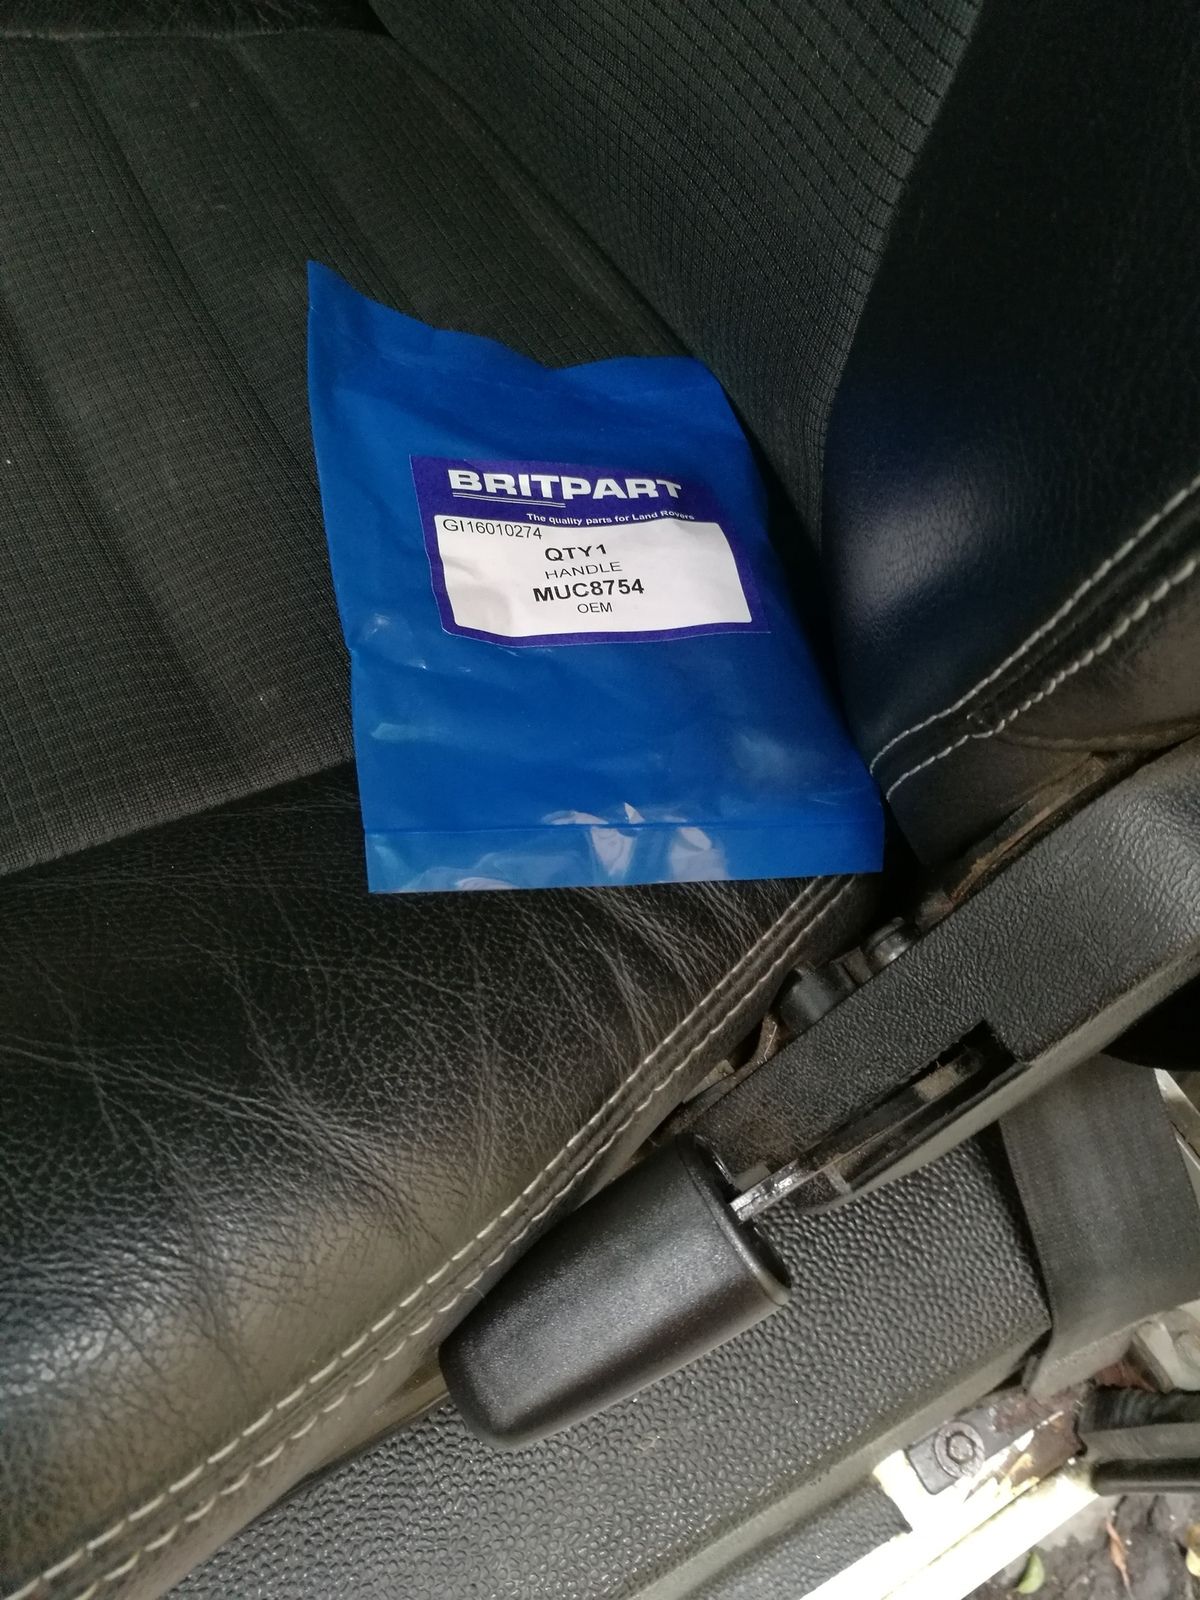 BRITPART
The quality parts for Land Rovers
GI16010274
QTY1
HANDLE
MUC8754
OEM